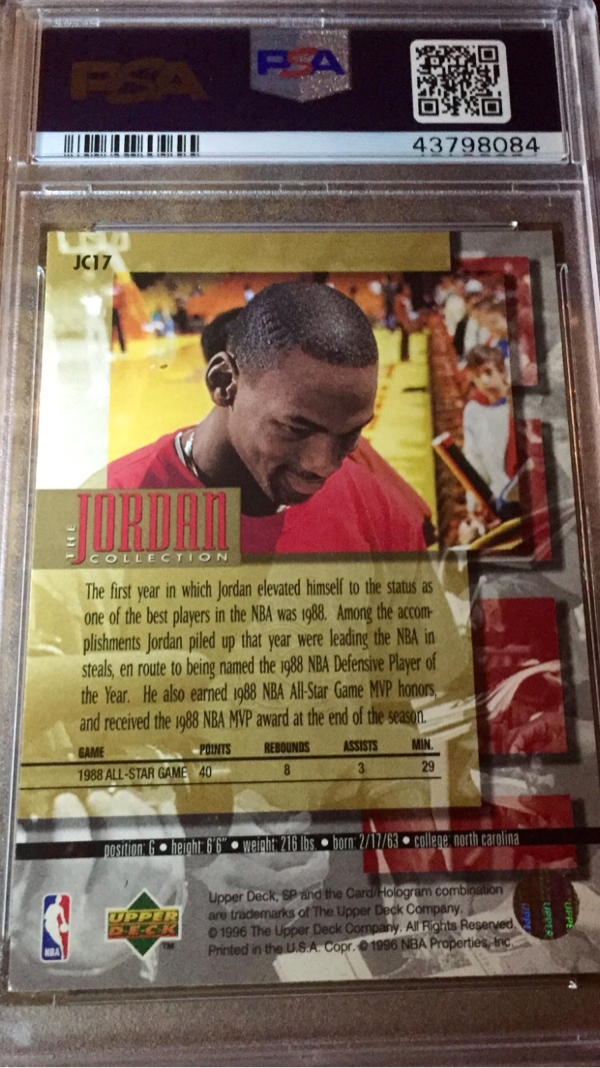 PSA
PSA
43798084
JC17
THE
JORDAN
COLLECTION
The first year in which Jordan elevated himself to the status as
one of the best players in the NBA was 1988. Among the accom-
plishments Jordan piled up that year were leading the NBA in
steals, en route to being named the 1988 NBA Defensive Player of
the Year. He also earned 1988 NBA All-Star Game MVP honors,
and received the 1988 NBA MVP award at the end of the season.
GAME POINTS REBOUNDS ASSISTS MIN.
1988 ALL-STAR GAME 40 8 3 29
position: G • height: 6'6" • weight: 216 lbs • born: 2/17/63 • college: north carolina
Upper Deck, SP and the Card/Hologram combination
are trademarks of The Upper Deck Company.
© 1996 The Upper Deck Company. All Rights Reserved.
Printed in the U.S.A. Copr. © 1996 NBA Properties, Inc.
NBA
UPPER
DECK
TM
UPPER
UPPE